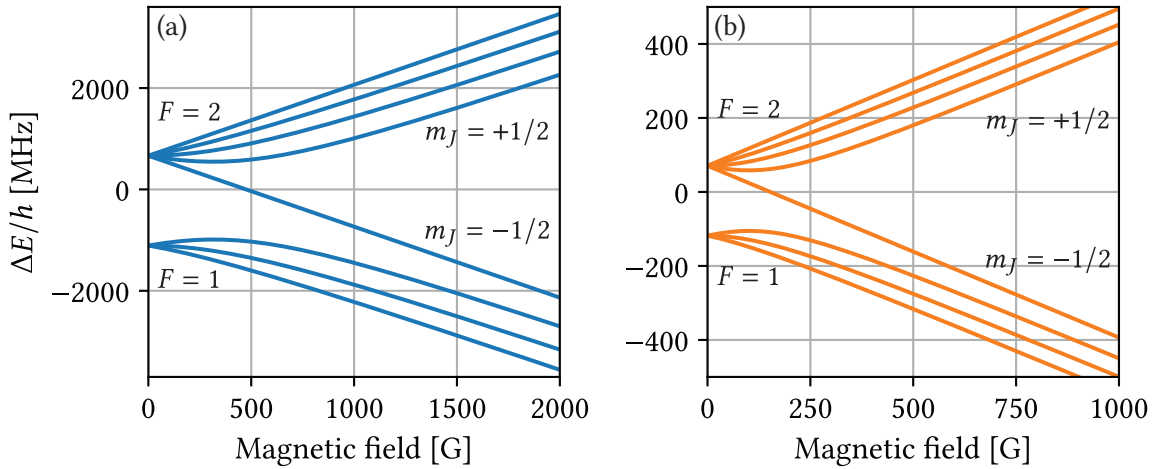 (a)
2000
0
−2000
ΔE/h [MHz]
F = 2
m_J = +1/2
m_J = −1/2
F = 1
0
500
1000
1500
2000
Magnetic field [G]
(b)
400
200
0
−200
−400
F = 2
m_J = +1/2
m_J = −1/2
F = 1
0
250
500
750
1000
Magnetic field [G]